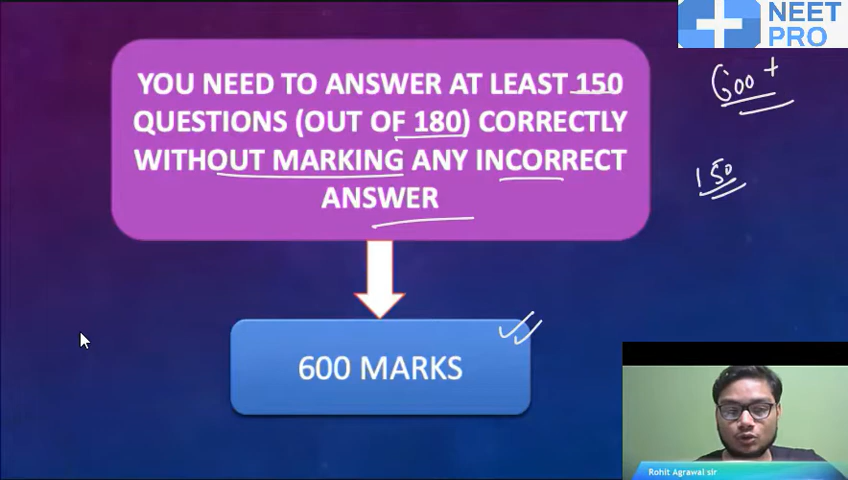 NEET
PRO
YOU NEED TO ANSWER AT LEAST 150
QUESTIONS (OUT OF 180) CORRECTLY
WITHOUT MARKING ANY INCORRECT
ANSWER
600 +
150
600 MARKS
Rohit Agrawal sir